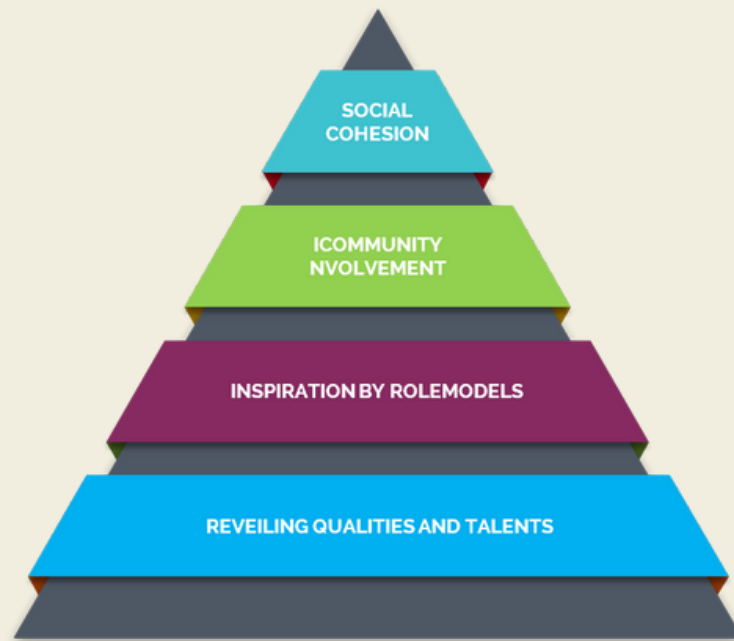 SOCIAL
COHESION
ICOMMUNITY
NVOLVEMENT
INSPIRATION BY ROLEMODELS
REVEILING QUALITIES AND TALENTS